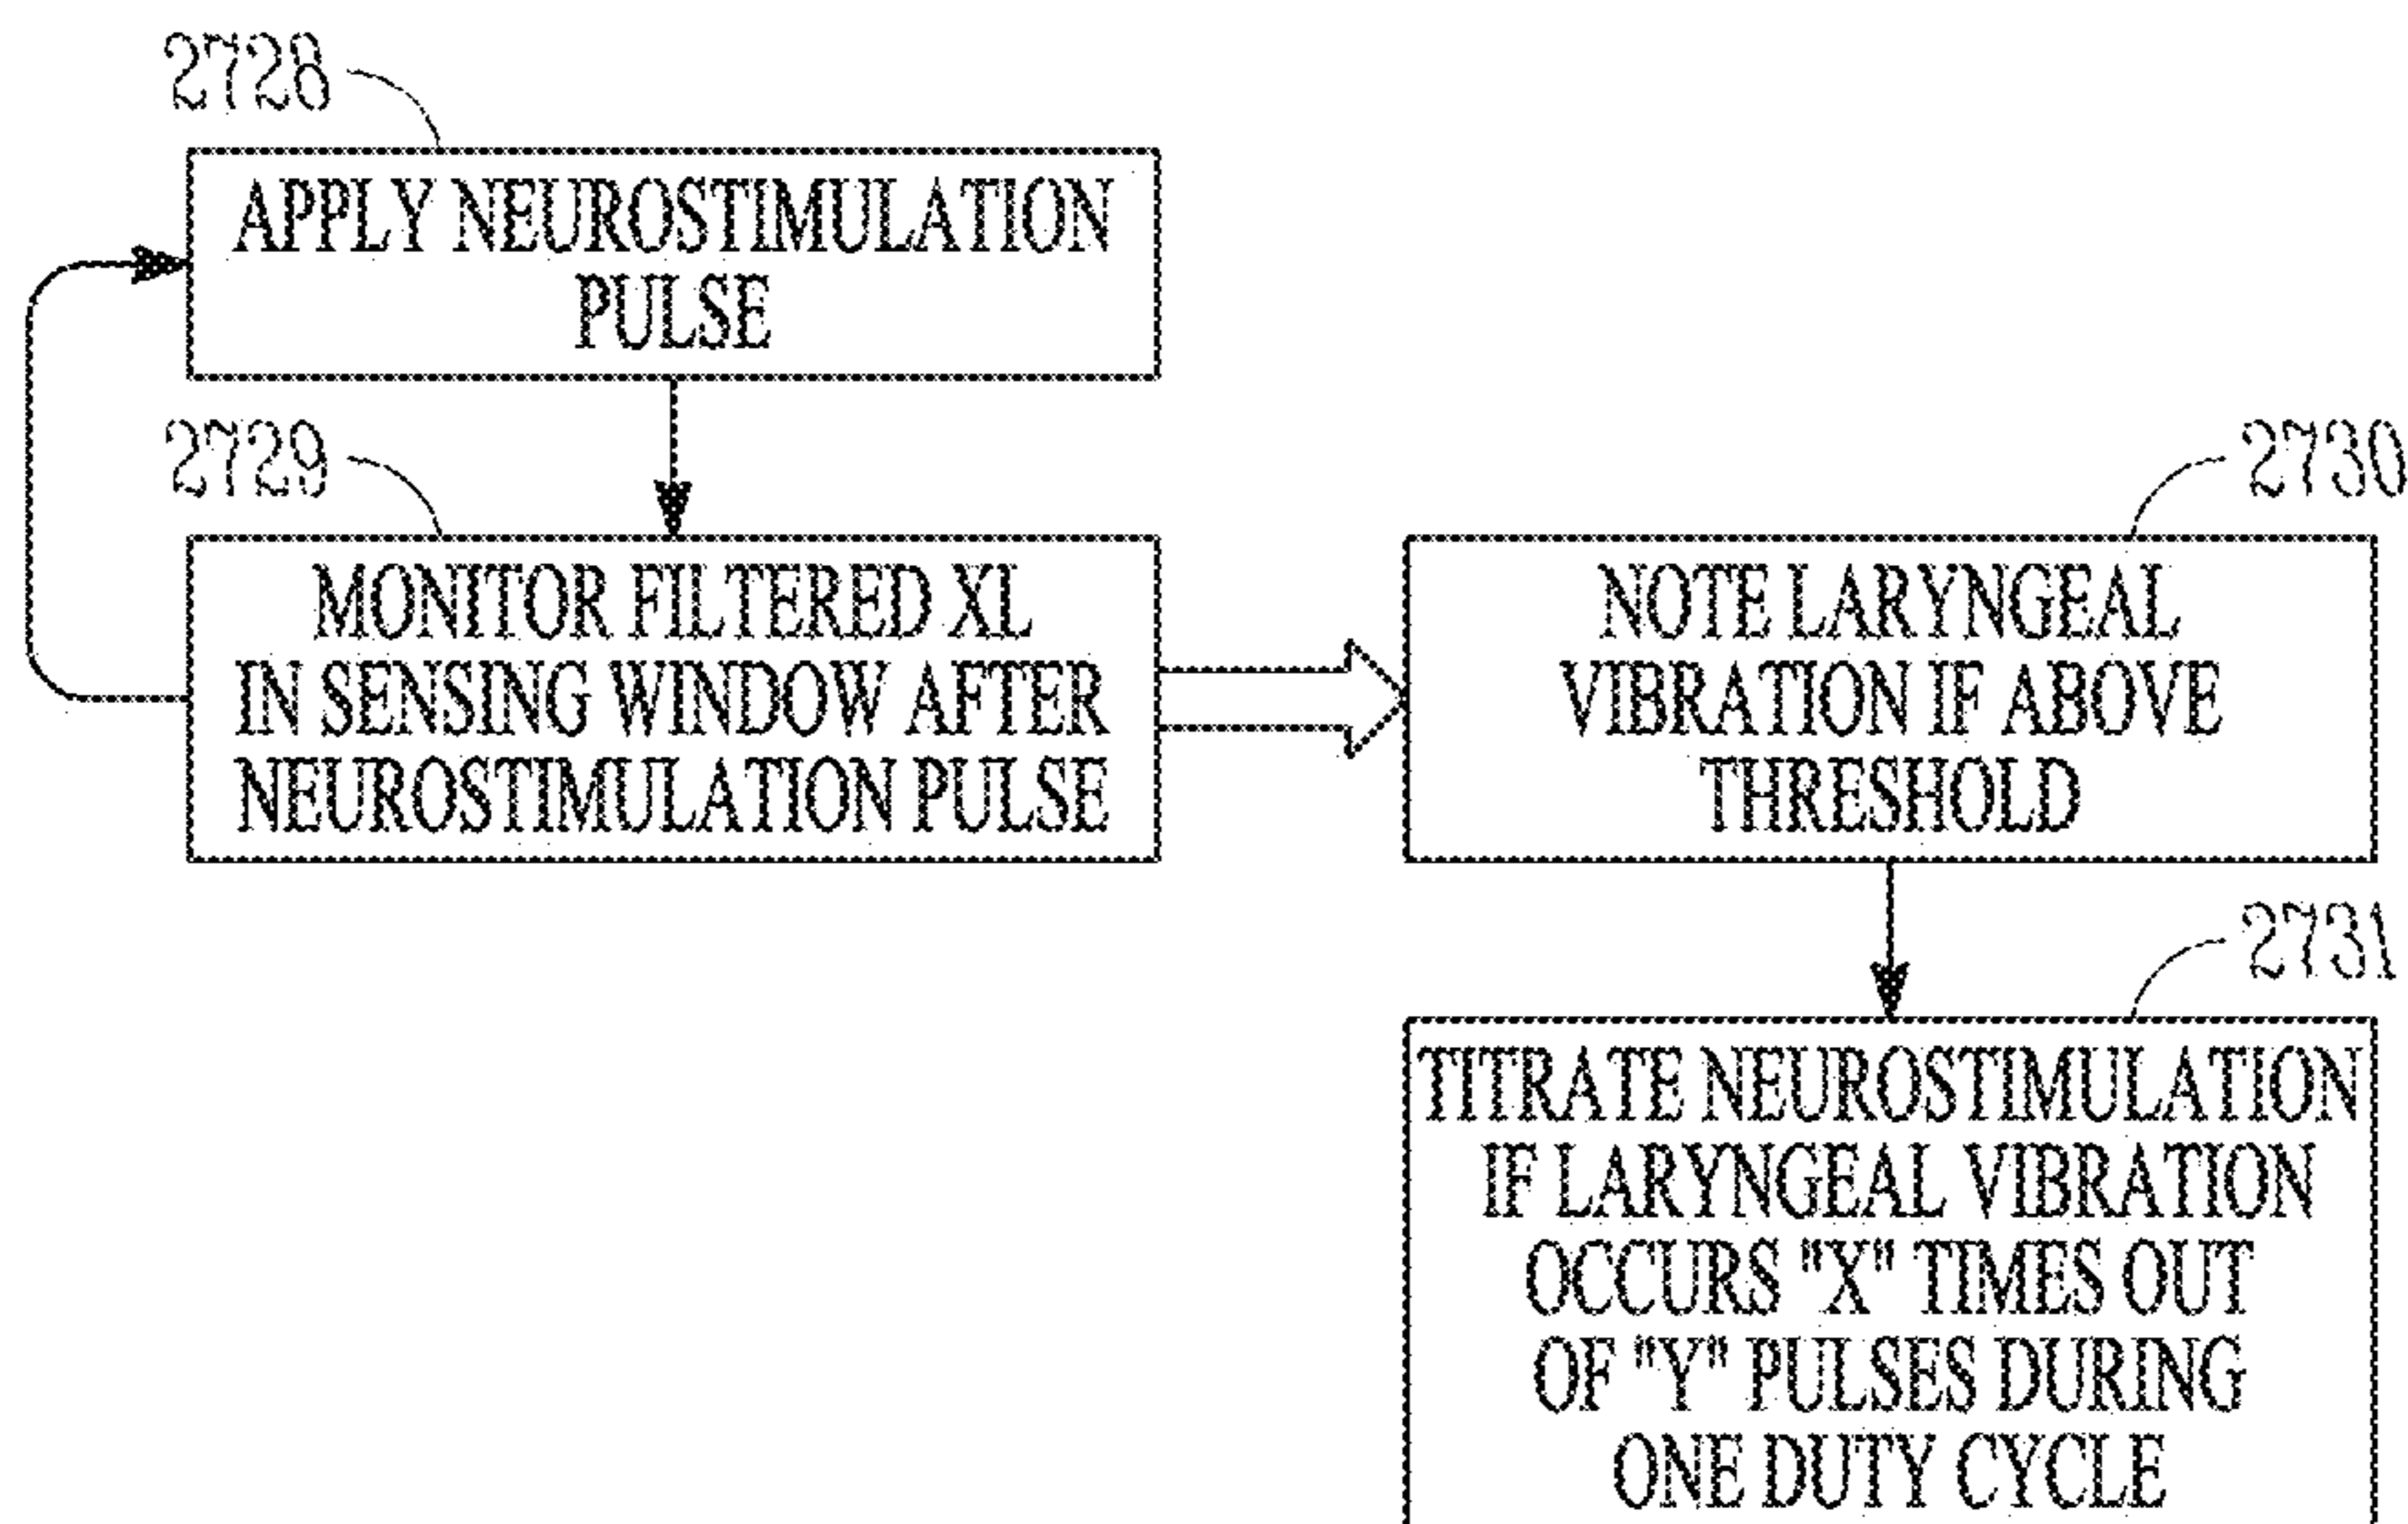 2728
APPLY NEUROSTIMULATION
PULSE
2729
MONITOR FILTERED XL
IN SENSING WINDOW AFTER
NEUROSTIMULATION PULSE
2730
NOTE LARYNGEAL
VIBRATION IF ABOVE
THRESHOLD
2731
TITRATE NEUROSTIMULATION
IF LARYNGEAL VIBRATION
OCCURS "X" TIMES OUT
OF "Y" PULSES DURING
ONE DUTY CYCLE